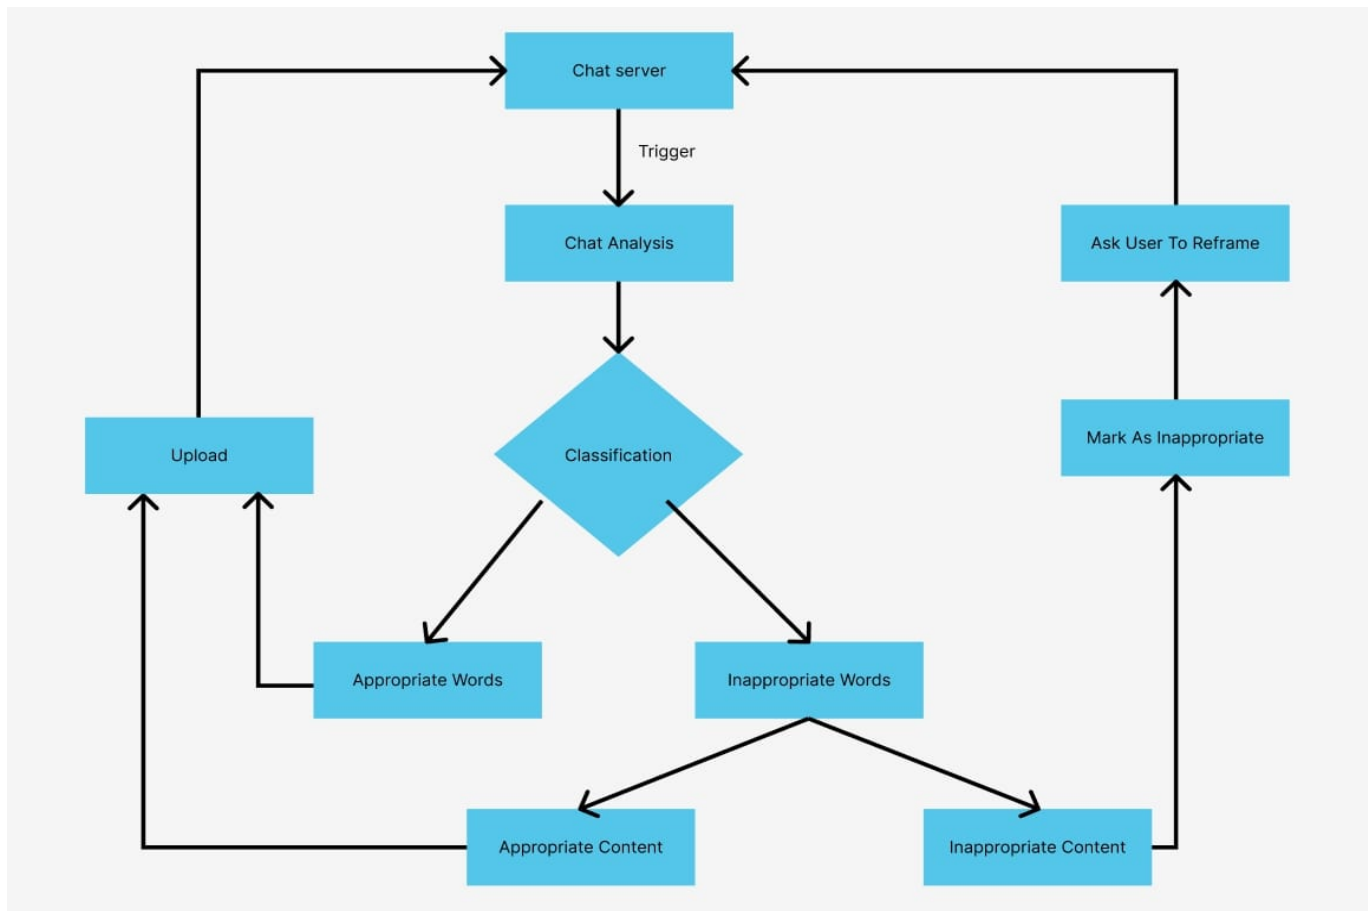 Chat server
Trigger
Chat Analysis
Ask User To Reframe
Mark As Inappropriate
Upload
Classification
Appropriate Words
Inappropriate Words
Appropriate Content
Inappropriate Content